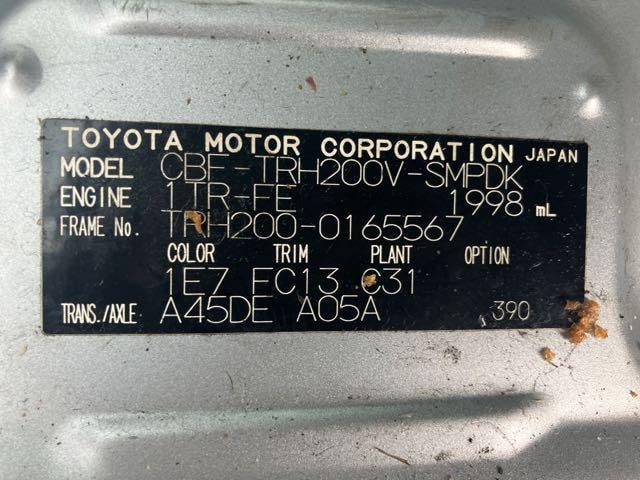 TOYOTA MOTOR CORPORATION JAPAN
MODEL CBF-TRH200V-SMPDK
ENGINE 1TR-FE 1998 mL
FRAME No. TRH200-0165567
COLOR TRIM PLANT OPTION
1E7 FC13 C31
TRANS./AXLE A45DE A05A 390